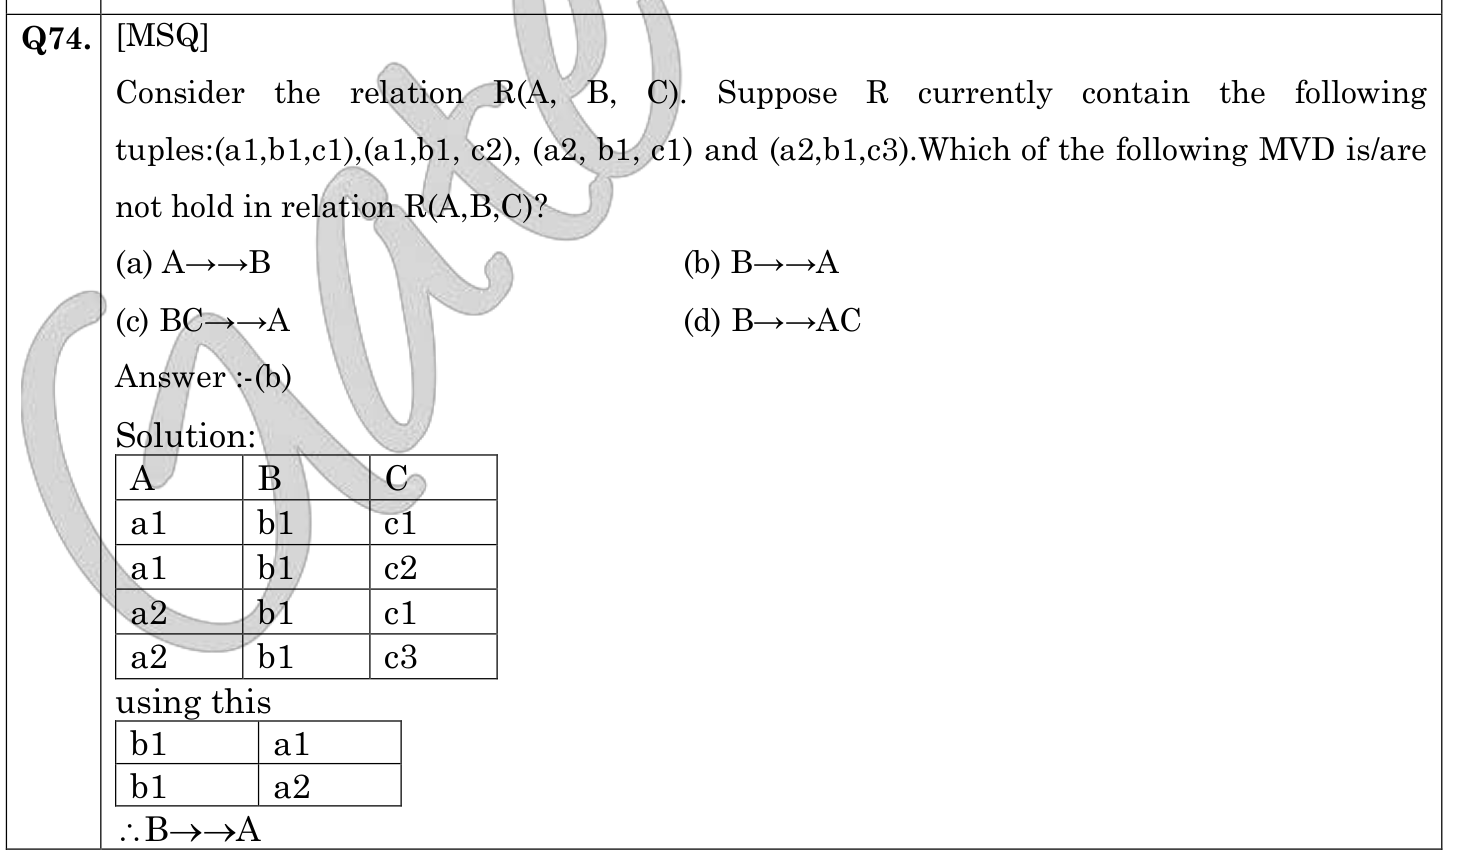 Q74. [MSQ]
Consider the relation R(A, B, C). Suppose R currently contain the following
tuples:(a1,b1,c1),(a1,b1, c2), (a2, b1, c1) and (a2,b1,c3).Which of the following MVD is/are
not hold in relation R(A,B,C)?
(a) A→→B (b) B→→A
(c) BC→→A (d) B→→AC
Answer :-(b)
Solution:
A B C
a1 b1 c1
a1 b1 c2
a2 b1 c1
a2 b1 c3
using this
b1 a1
b1 a2
∴B→→A